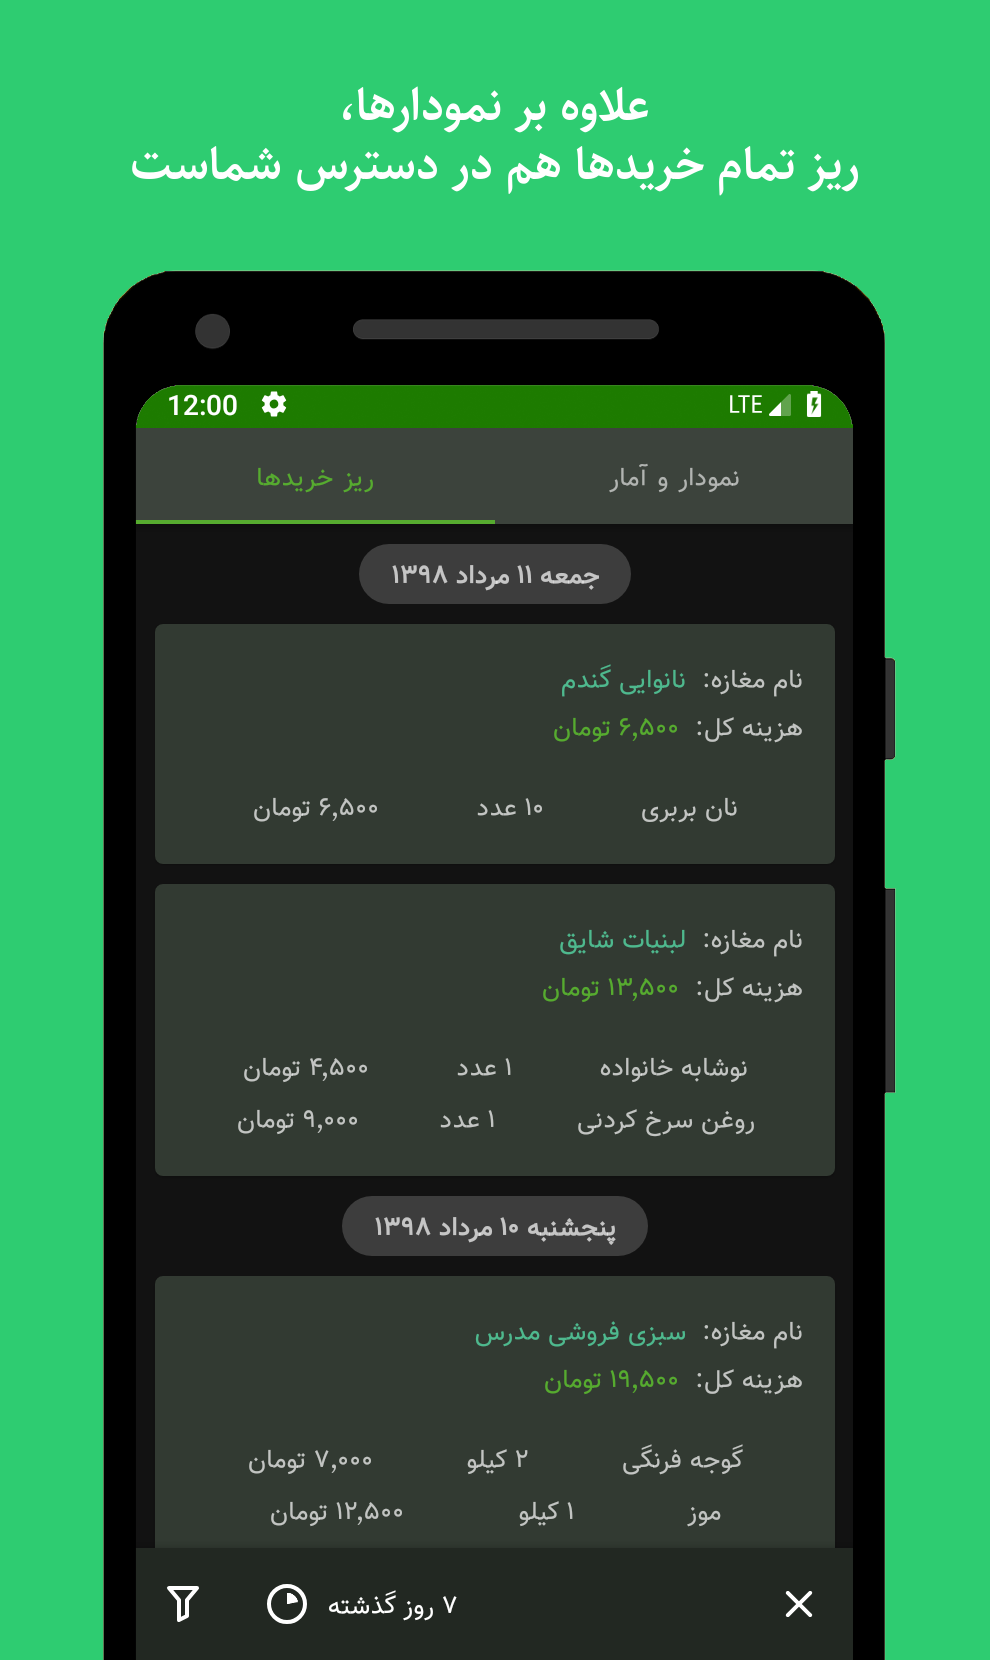 علاوه بر نمودارها،
ریز تمام خریدها هم در دسترس شماست
12:00 LTE
نمودار و آمار ریز خریدها
جمعه ۱۱ مرداد ۱۳۹۸
نام مغازه: نانوایی گندم
هزینه کل: ۶,۵۰۰ تومان
نان بربری ۱۰ عدد ۶,۵۰۰ تومان
نام مغازه: لبنیات شایق
هزینه کل: ۱۳,۵۰۰ تومان
نوشابه خانواده ۱ عدد ۴,۵۰۰ تومان
روغن سرخ کردنی ۱ عدد ۹,۰۰۰ تومان
پنجشنبه ۱۰ مرداد ۱۳۹۸
نام مغازه: سبزی فروشی مدرس
هزینه کل: ۱۹,۵۰۰ تومان
گوجه فرنگی ۲ کیلو ۷,۰۰۰ تومان
موز ۱ کیلو ۱۲,۵۰۰ تومان
۷ روز گذشته